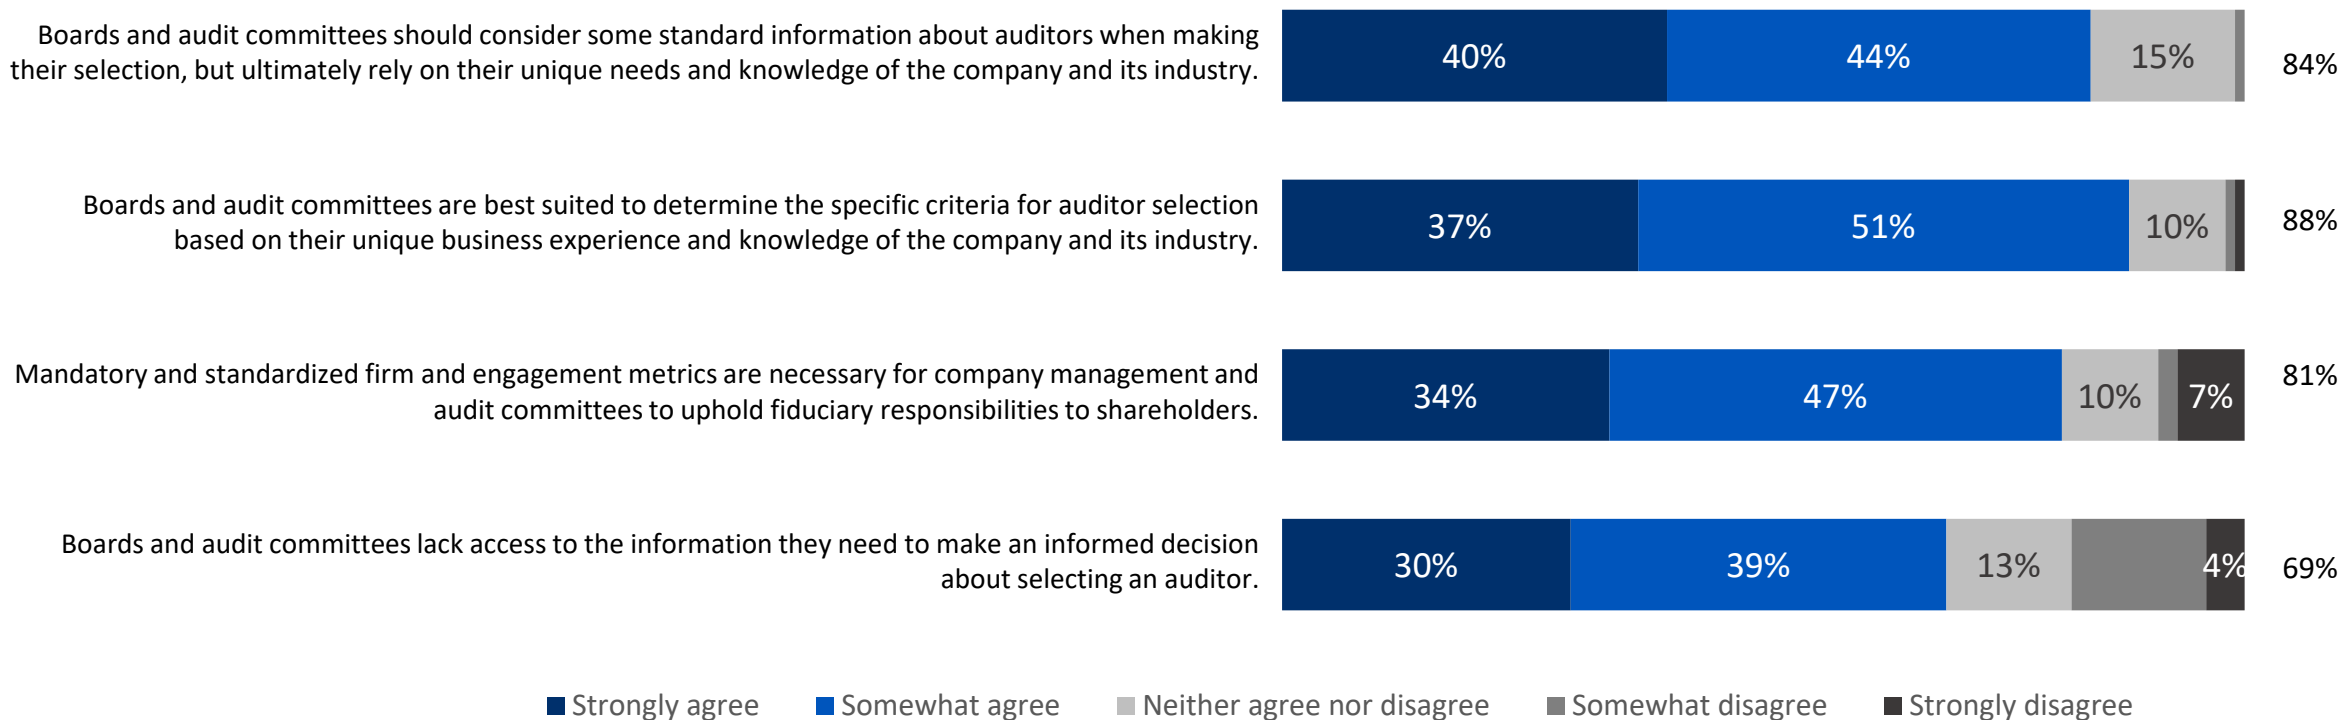 Boards and audit committees should consider some standard information about auditors when making
their selection, but ultimately rely on their unique needs and knowledge of the company and its industry.
40% 44% 15% 84%
Boards and audit committees are best suited to determine the specific criteria for auditor selection
based on their unique business experience and knowledge of the company and its industry.
37% 51% 10% 88%
Mandatory and standardized firm and engagement metrics are necessary for company management and
audit committees to uphold fiduciary responsibilities to shareholders.
34% 47% 10% 7% 81%
Boards and audit committees lack access to the information they need to make an informed decision
about selecting an auditor.
30% 39% 13% 4% 69%
Strongly agree Somewhat agree Neither agree nor disagree Somewhat disagree Strongly disagree